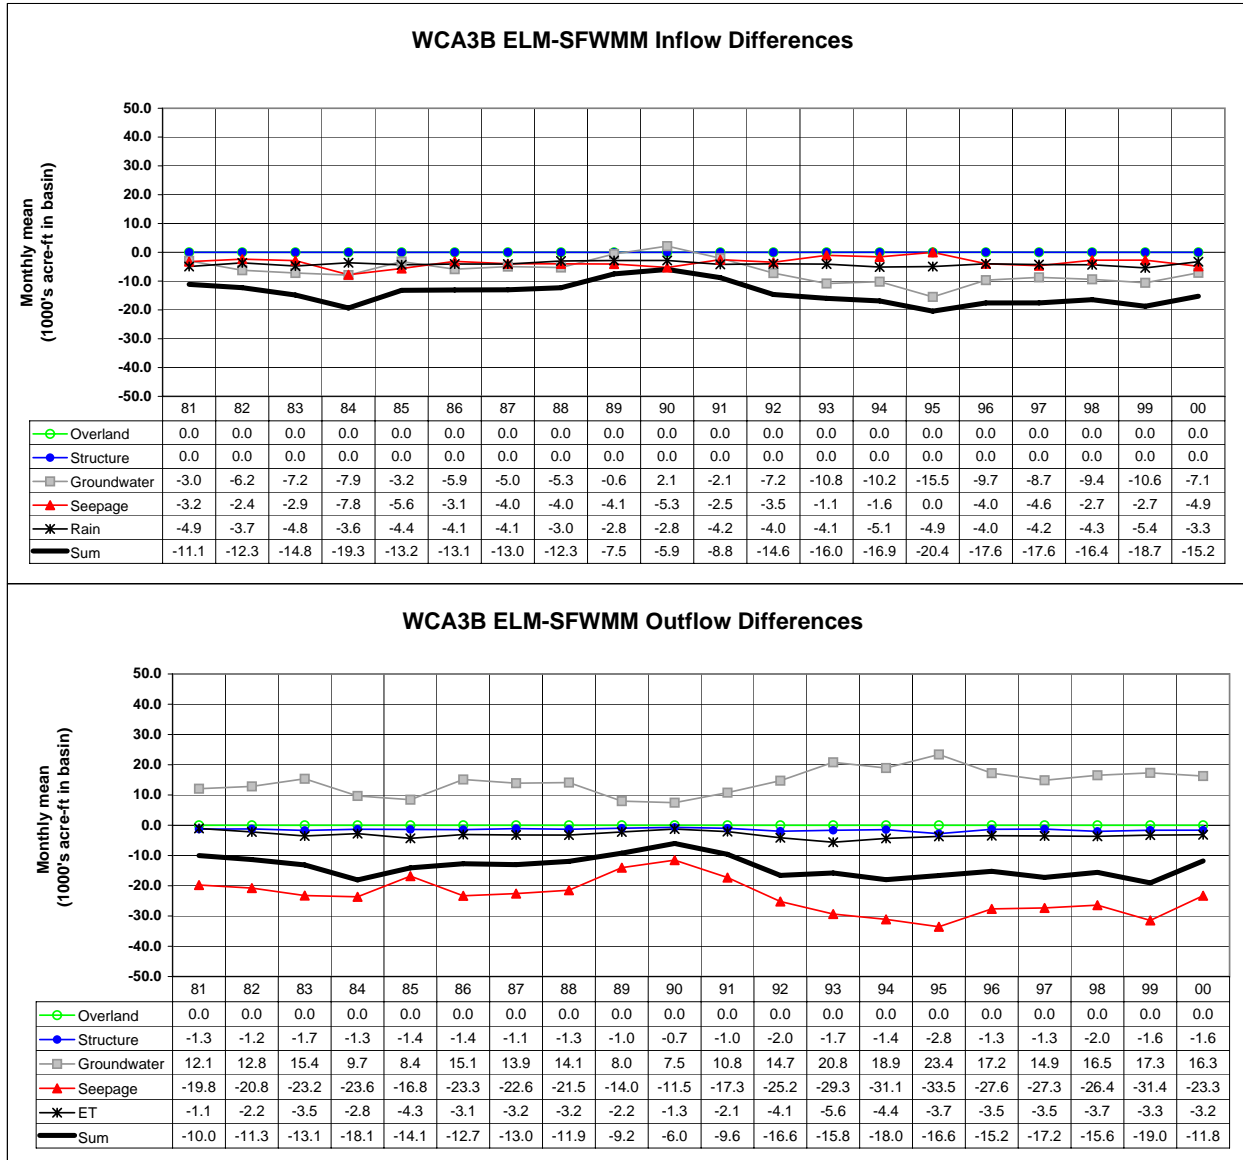 WCA3B ELM-SFWMM Inflow Differences
Monthly mean
(1000's acre-ft in basin)
50.0
40.0
30.0
20.0
10.0
0.0
-10.0
-20.0
-30.0
-40.0
-50.0
81 82 83 84 85 86 87 88 89 90 91 92 93 94 95 96 97 98 99 00
Overland 0.0 0.0 0.0 0.0 0.0 0.0 0.0 0.0 0.0 0.0 0.0 0.0 0.0 0.0 0.0 0.0 0.0 0.0 0.0 0.0
Structure 0.0 0.0 0.0 0.0 0.0 0.0 0.0 0.0 0.0 0.0 0.0 0.0 0.0 0.0 0.0 0.0 0.0 0.0 0.0 0.0
Groundwater -3.0 -6.2 -7.2 -7.9 -3.2 -5.9 -5.0 -5.3 -0.6 2.1 -2.1 -7.2 -10.8 -10.2 -15.5 -9.7 -8.7 -9.4 -10.6 -7.1
Seepage -3.2 -2.4 -2.9 -7.8 -5.6 -3.1 -4.0 -4.0 -4.1 -5.3 -2.5 -3.5 -1.1 -1.6 0.0 -4.0 -4.6 -2.7 -2.7 -4.9
Rain -4.9 -3.7 -4.8 -3.6 -4.4 -4.1 -4.1 -3.0 -2.8 -2.8 -4.2 -4.0 -4.1 -5.1 -4.9 -4.0 -4.2 -4.3 -5.4 -3.3
Sum -11.1 -12.3 -14.8 -19.3 -13.2 -13.1 -13.0 -12.3 -7.5 -5.9 -8.8 -14.6 -16.0 -16.9 -20.4 -17.6 -17.6 -16.4 -18.7 -15.2
WCA3B ELM-SFWMM Outflow Differences
Monthly mean
(1000's acre-ft in basin)
50.0
40.0
30.0
20.0
10.0
0.0
-10.0
-20.0
-30.0
-40.0
-50.0
81 82 83 84 85 86 87 88 89 90 91 92 93 94 95 96 97 98 99 00
Overland 0.0 0.0 0.0 0.0 0.0 0.0 0.0 0.0 0.0 0.0 0.0 0.0 0.0 0.0 0.0 0.0 0.0 0.0 0.0 0.0
Structure -1.3 -1.2 -1.7 -1.3 -1.4 -1.4 -1.1 -1.3 -1.0 -0.7 -1.0 -2.0 -1.7 -1.4 -2.8 -1.3 -1.3 -2.0 -1.6 -1.6
Groundwater 12.1 12.8 15.4 9.7 8.4 15.1 13.9 14.1 8.0 7.5 10.8 14.7 20.8 18.9 23.4 17.2 14.9 16.5 17.3 16.3
Seepage -19.8 -20.8 -23.2 -23.6 -16.8 -23.3 -22.6 -21.5 -14.0 -11.5 -17.3 -25.2 -29.3 -31.1 -33.5 -27.6 -27.3 -26.4 -31.4 -23.3
ET -1.1 -2.2 -3.5 -2.8 -4.3 -3.1 -3.2 -3.2 -2.2 -1.3 -2.1 -4.1 -5.6 -4.4 -3.7 -3.5 -3.5 -3.7 -3.3 -3.2
Sum -10.0 -11.3 -13.1 -18.1 -14.1 -12.7 -13.0 -11.9 -9.2 -6.0 -9.6 -16.6 -15.8 -18.0 -16.6 -15.2 -17.2 -15.6 -19.0 -11.8